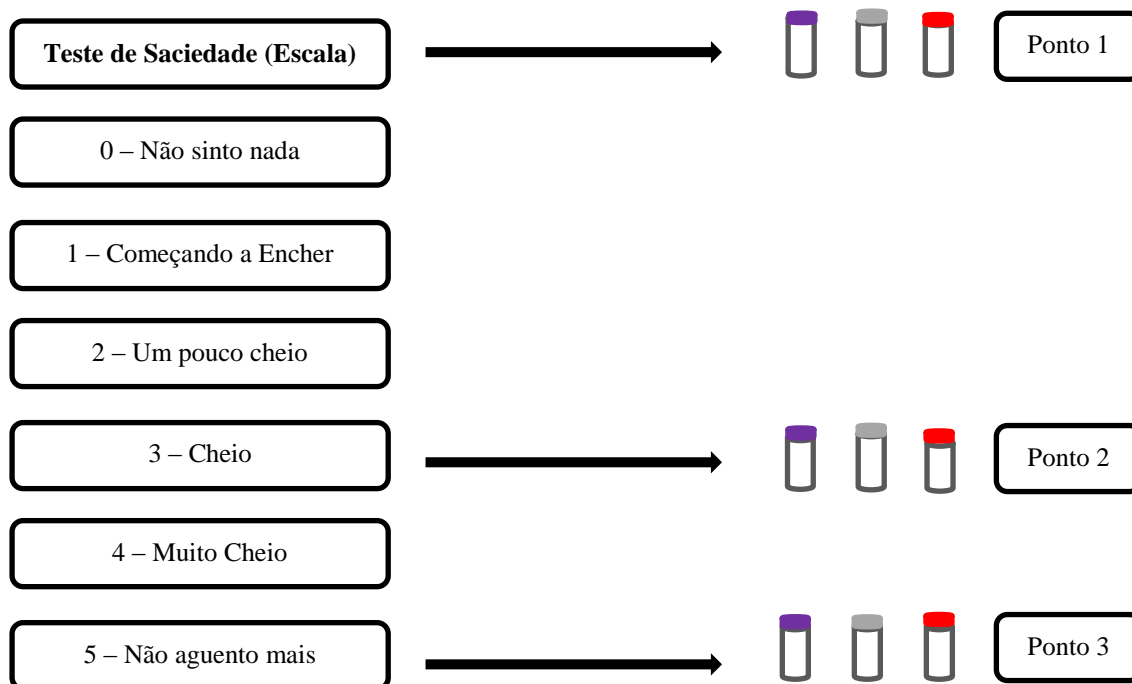 Teste de Saciedade (Escala)
Ponto 1
0 – Não sinto nada
1 – Começando a Encher
2 – Um pouco cheio
3 – Cheio
Ponto 2
4 – Muito Cheio
5 – Não aguento mais
Ponto 3